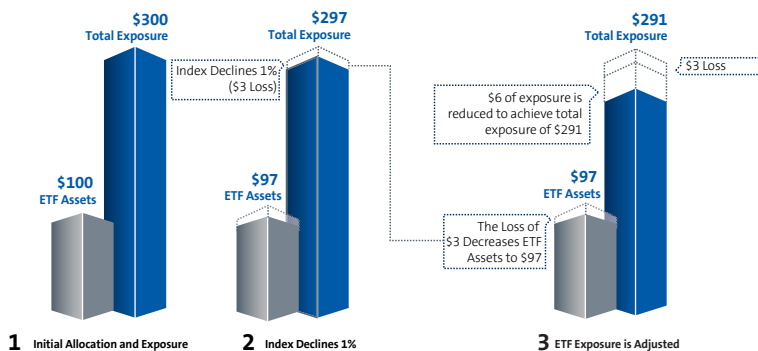 $300
Total Exposure
$100
ETF Assets
1 Initial Allocation and Exposure
$297
Total Exposure
Index Declines 1%
($3 Loss)
$97
ETF Assets
2 Index Declines 1%
The Loss of
$3 Decreases ETF
Assets to $97
$291
Total Exposure
$3 Loss
$6 of exposure is
reduced to achieve total
exposure of $291
$97
ETF Assets
3 ETF Exposure is Adjusted